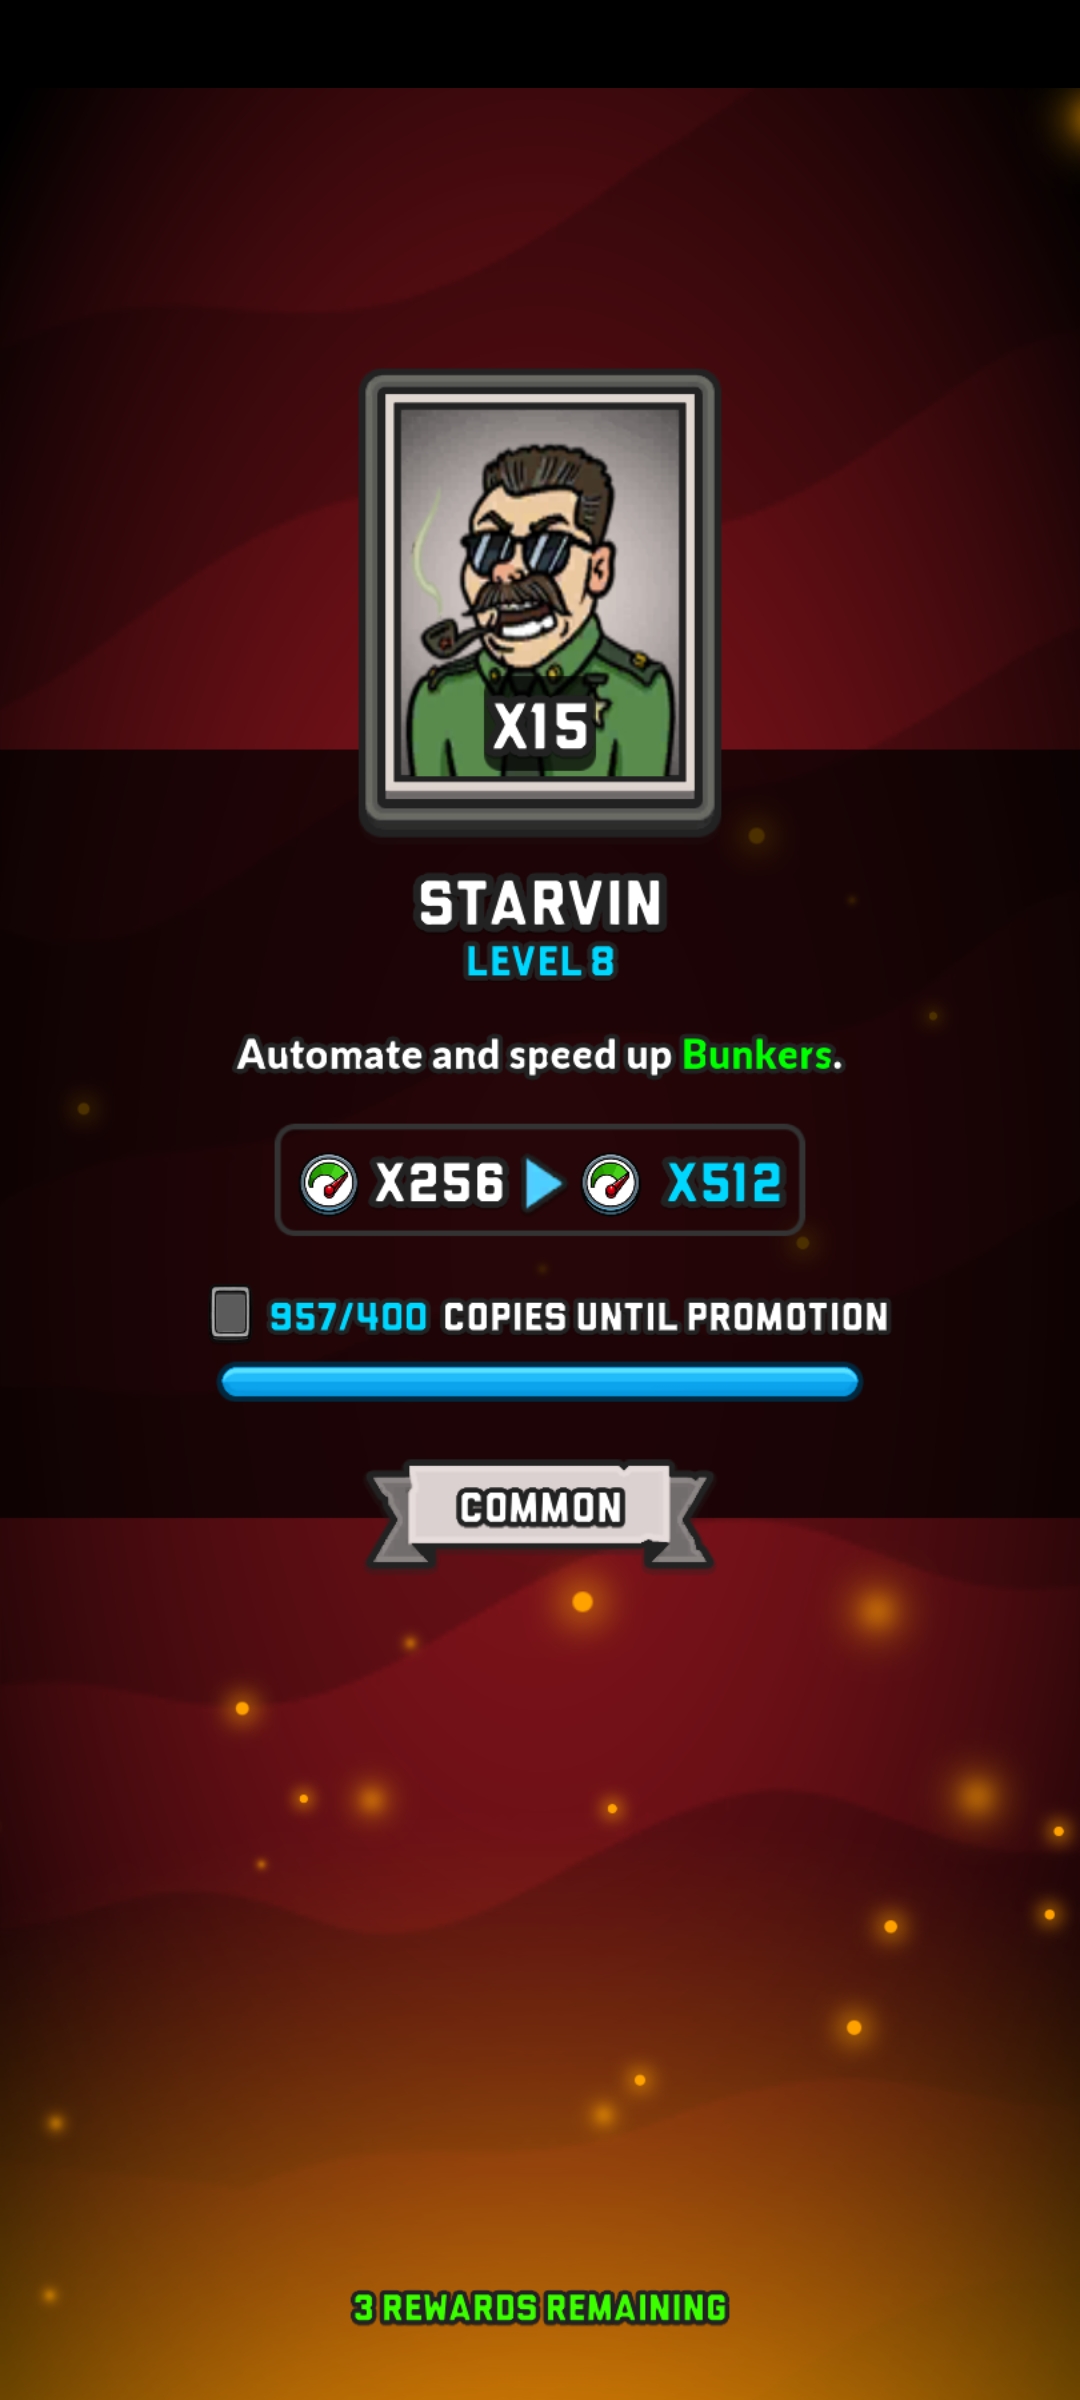 X15
STARVIN
LEVEL 8
Automate and speed up Bunkers.
X256 X512
957/400 COPIES UNTIL PROMOTION
COMMON
3 REWARDS REMAINING